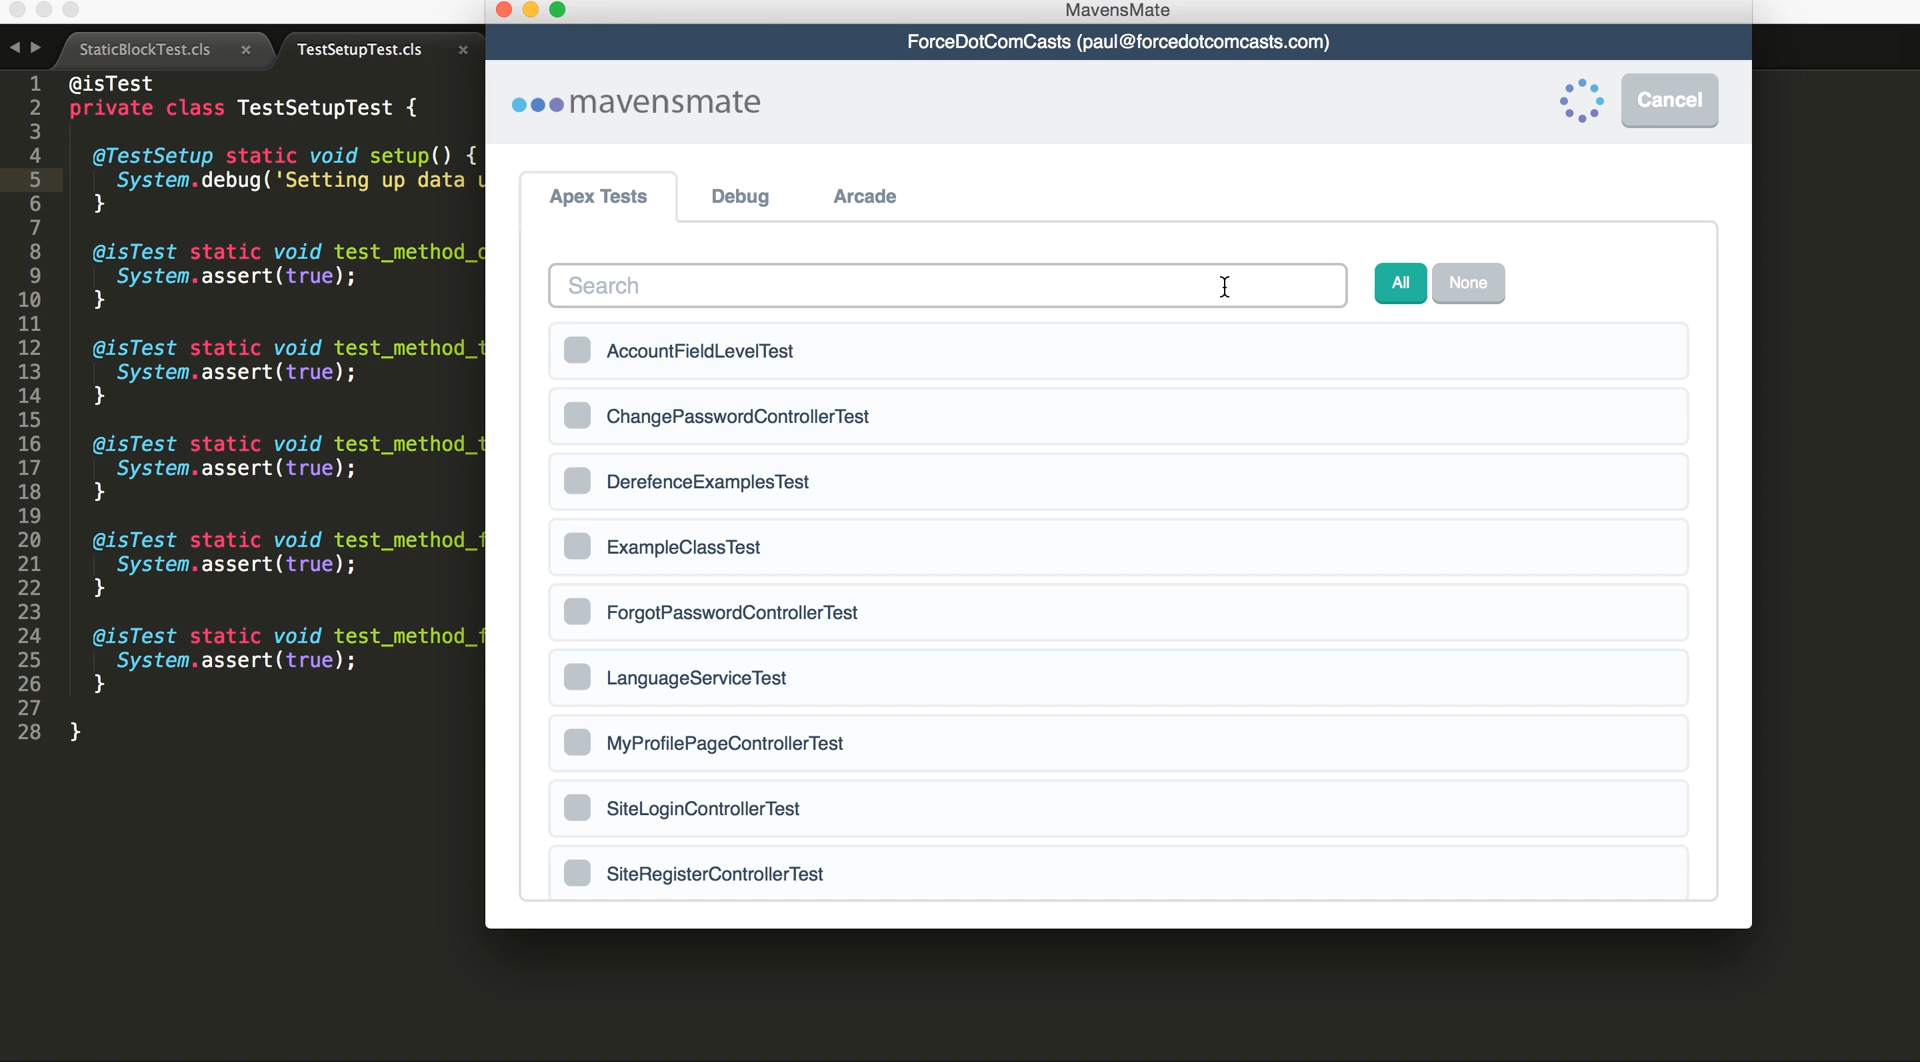 MavensMate
ForceDotComCasts (paul@forcedotcomcasts.com)
StaticBlockTest.cls ×
TestSetupTest.cls ×
1 @isTest
2 private class TestSetupTest {
3
4 @TestSetup static void setup() {
5 System.debug('Setting up data
6 }
7
8 @isTest static void test_method_
9 System.assert(true);
10 }
11
12 @isTest static void test_method_t
13 System.assert(true);
14 }
15
16 @isTest static void test_method_t
17 System.assert(true);
18 }
19
20 @isTest static void test_method_f
21 System.assert(true);
22 }
23
24 @isTest static void test_method_f
25 System.assert(true);
26 }
27
28 }
mavensmate
Cancel
Apex Tests
Debug
Arcade
Search
All
None
AccountFieldLevelTest
ChangePasswordControllerTest
DerefenceExamplesTest
ExampleClassTest
ForgotPasswordControllerTest
LanguageServiceTest
MyProfilePageControllerTest
SiteLoginControllerTest
SiteRegisterControllerTest